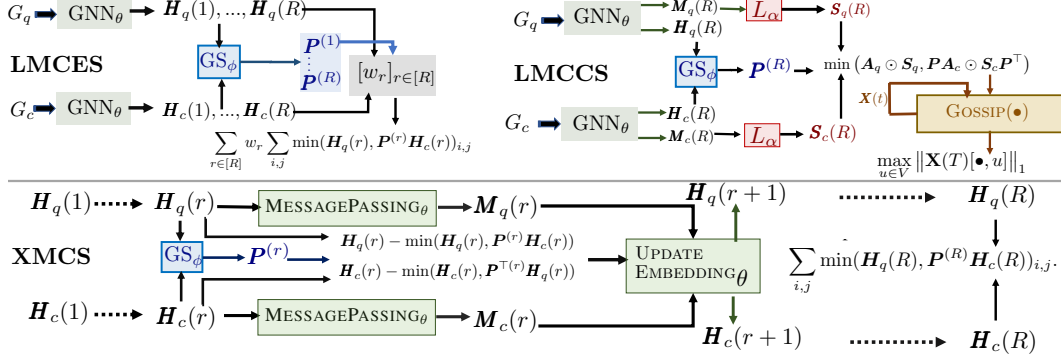 G_q GNN_θ H_q(1),...,H_q(R)
LMCES GS_φ P^(1) ⋮ P^(R) [w_r]_{r∈[R]}
G_c GNN_θ H_c(1),...,H_c(R)
∑_{r∈[R]} w_r ∑_{i,j} min(H_q(r), P^(r) H_c(r))_{i,j}
G_q GNN_θ M_q(R) L_α S_q(R)
H_q(R)
LMCCS GS_φ P^(R) min (A_q ⊙ S_q, P A_c ⊙ S_c P^⊤)
H_c(R) X(t) GOSSIP(•)
G_c GNN_θ M_c(R) L_α S_c(R)
max_{u∈V} ‖X(T)[•, u]‖_1
H_q(1) H_q(r) MESSAGEPASSING_θ M_q(r) H_q(r+1) H_q(R)
H_q(r) − min(H_q(r), P^(r) H_c(r))
XMCS GS_φ P^(r) UPDATE EMBEDDING_θ ∑_{i,j} min(H_q(R), P^(R) H_c(R))_{i,j}.
H_c(r) − min(H_c(r), P^⊤(r) H_q(r))
H_c(1) H_c(r) MESSAGEPASSING_θ M_c(r) H_c(r+1) H_c(R)